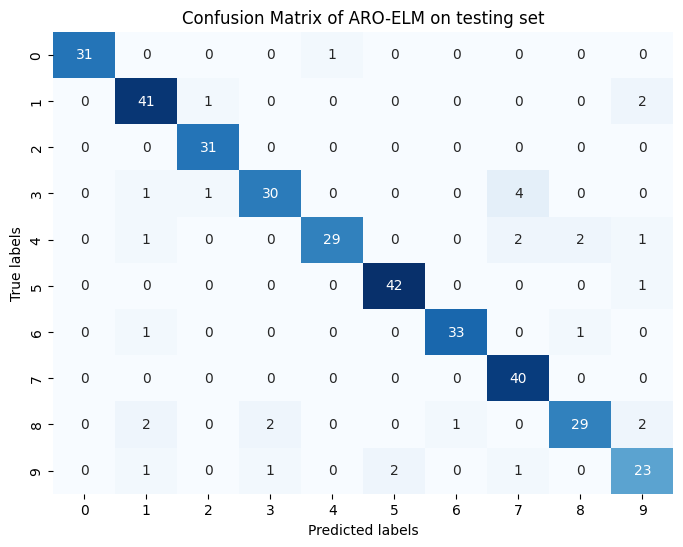 Confusion Matrix of ARO-ELM on testing set
0 31 0 0 0 1 0 0 0 0 0
1 0 41 1 0 0 0 0 0 0 2
2 0 0 31 0 0 0 0 0 0 0
3 0 1 1 30 0 0 0 4 0 0
4 0 1 0 0 29 0 0 2 2 1
5 0 0 0 0 0 42 0 0 0 1
6 0 1 0 0 0 0 33 0 1 0
7 0 0 0 0 0 0 0 40 0 0
8 0 2 0 2 0 0 1 0 29 2
9 0 1 0 1 0 2 0 1 0 23
0 1 2 3 4 5 6 7 8 9
True labels
Predicted labels